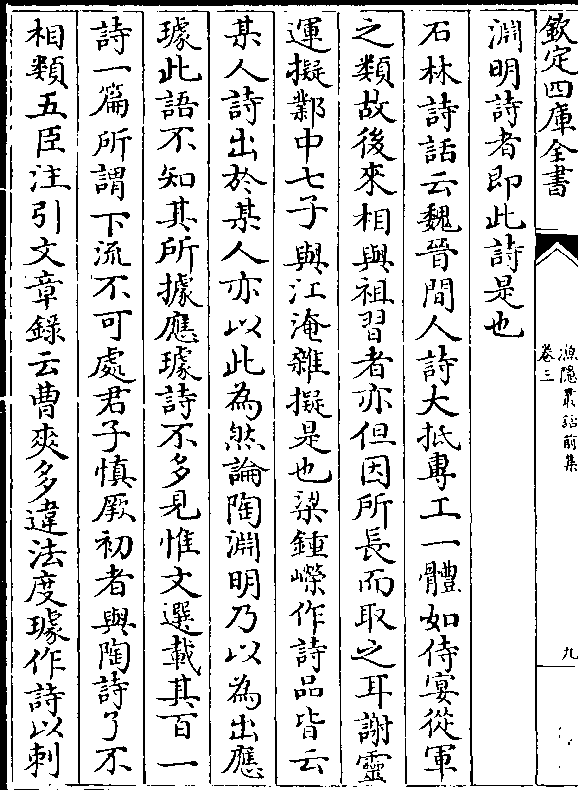 欽定四庫全書
漁隱叢話前集
卷三
九
淵明詩者即此詩是也
石林詩話云魏晉間人詩大抵專工一體如侍宴從軍
之類故後來相與祖習者亦但因所長而取之耳謝靈
運擬鄴中七子與江淹雜擬是也梁鍾嶸作詩品皆云
某人詩出於某人亦以此為然論陶淵明乃以為出應
璩此語不知其所據應璩詩不多見惟文選載其百一
詩一篇所謂下流不可處君子慎厥初者與陶詩了不
相類五臣注引文章錄云曹爽多違法度璩作詩以刺